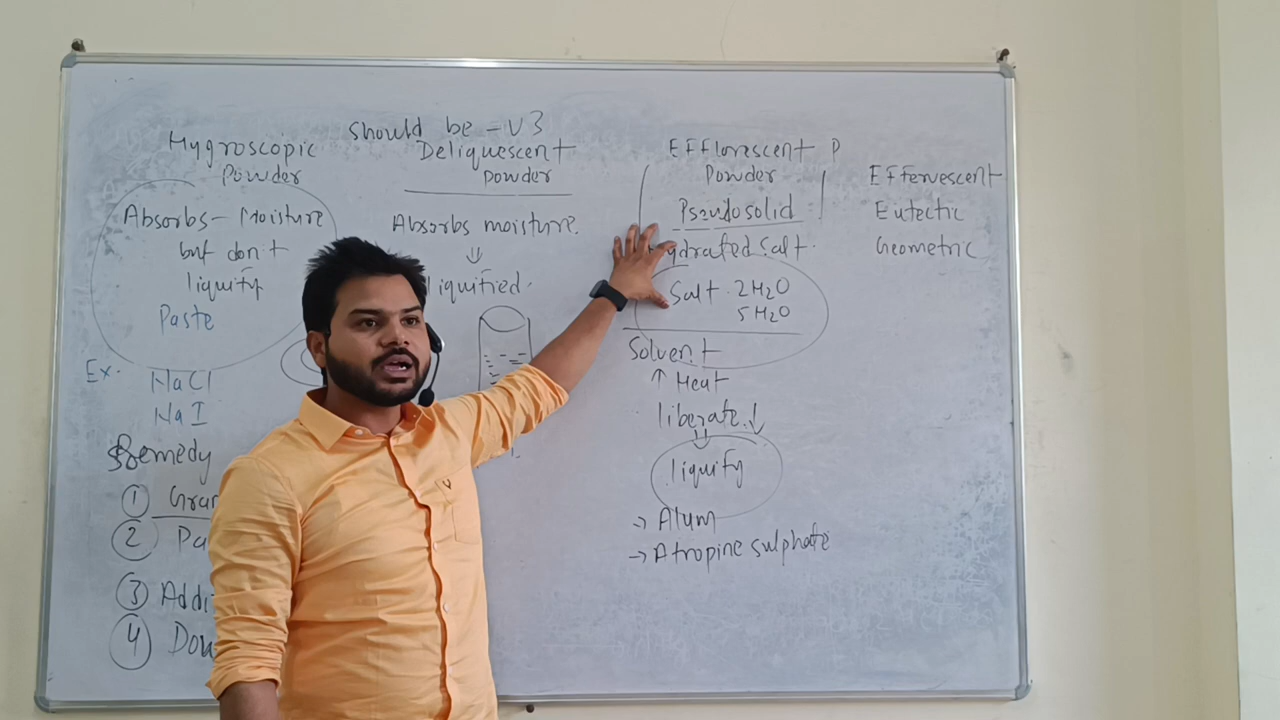 should be - V3
Hygroscopic
Powder
Absorbs - Moisture
but don't
liquify
Paste
Ex. NaCl
NaI
Remedy
① Gran
② Pa
③ Addi
④ Dou
Deliquescent
powder
Absorbs moisture.
⇓
liquified.
Efflorescent P
Powder
Pseudosolid
Hydrated salt.
Salt . 2H₂O
5H₂O
Solvent
↑ Heat
liberate ↓
⇓
liquify
→ Alum
→ Atropine sulphate
Effervescent
Eutectic
Geometric